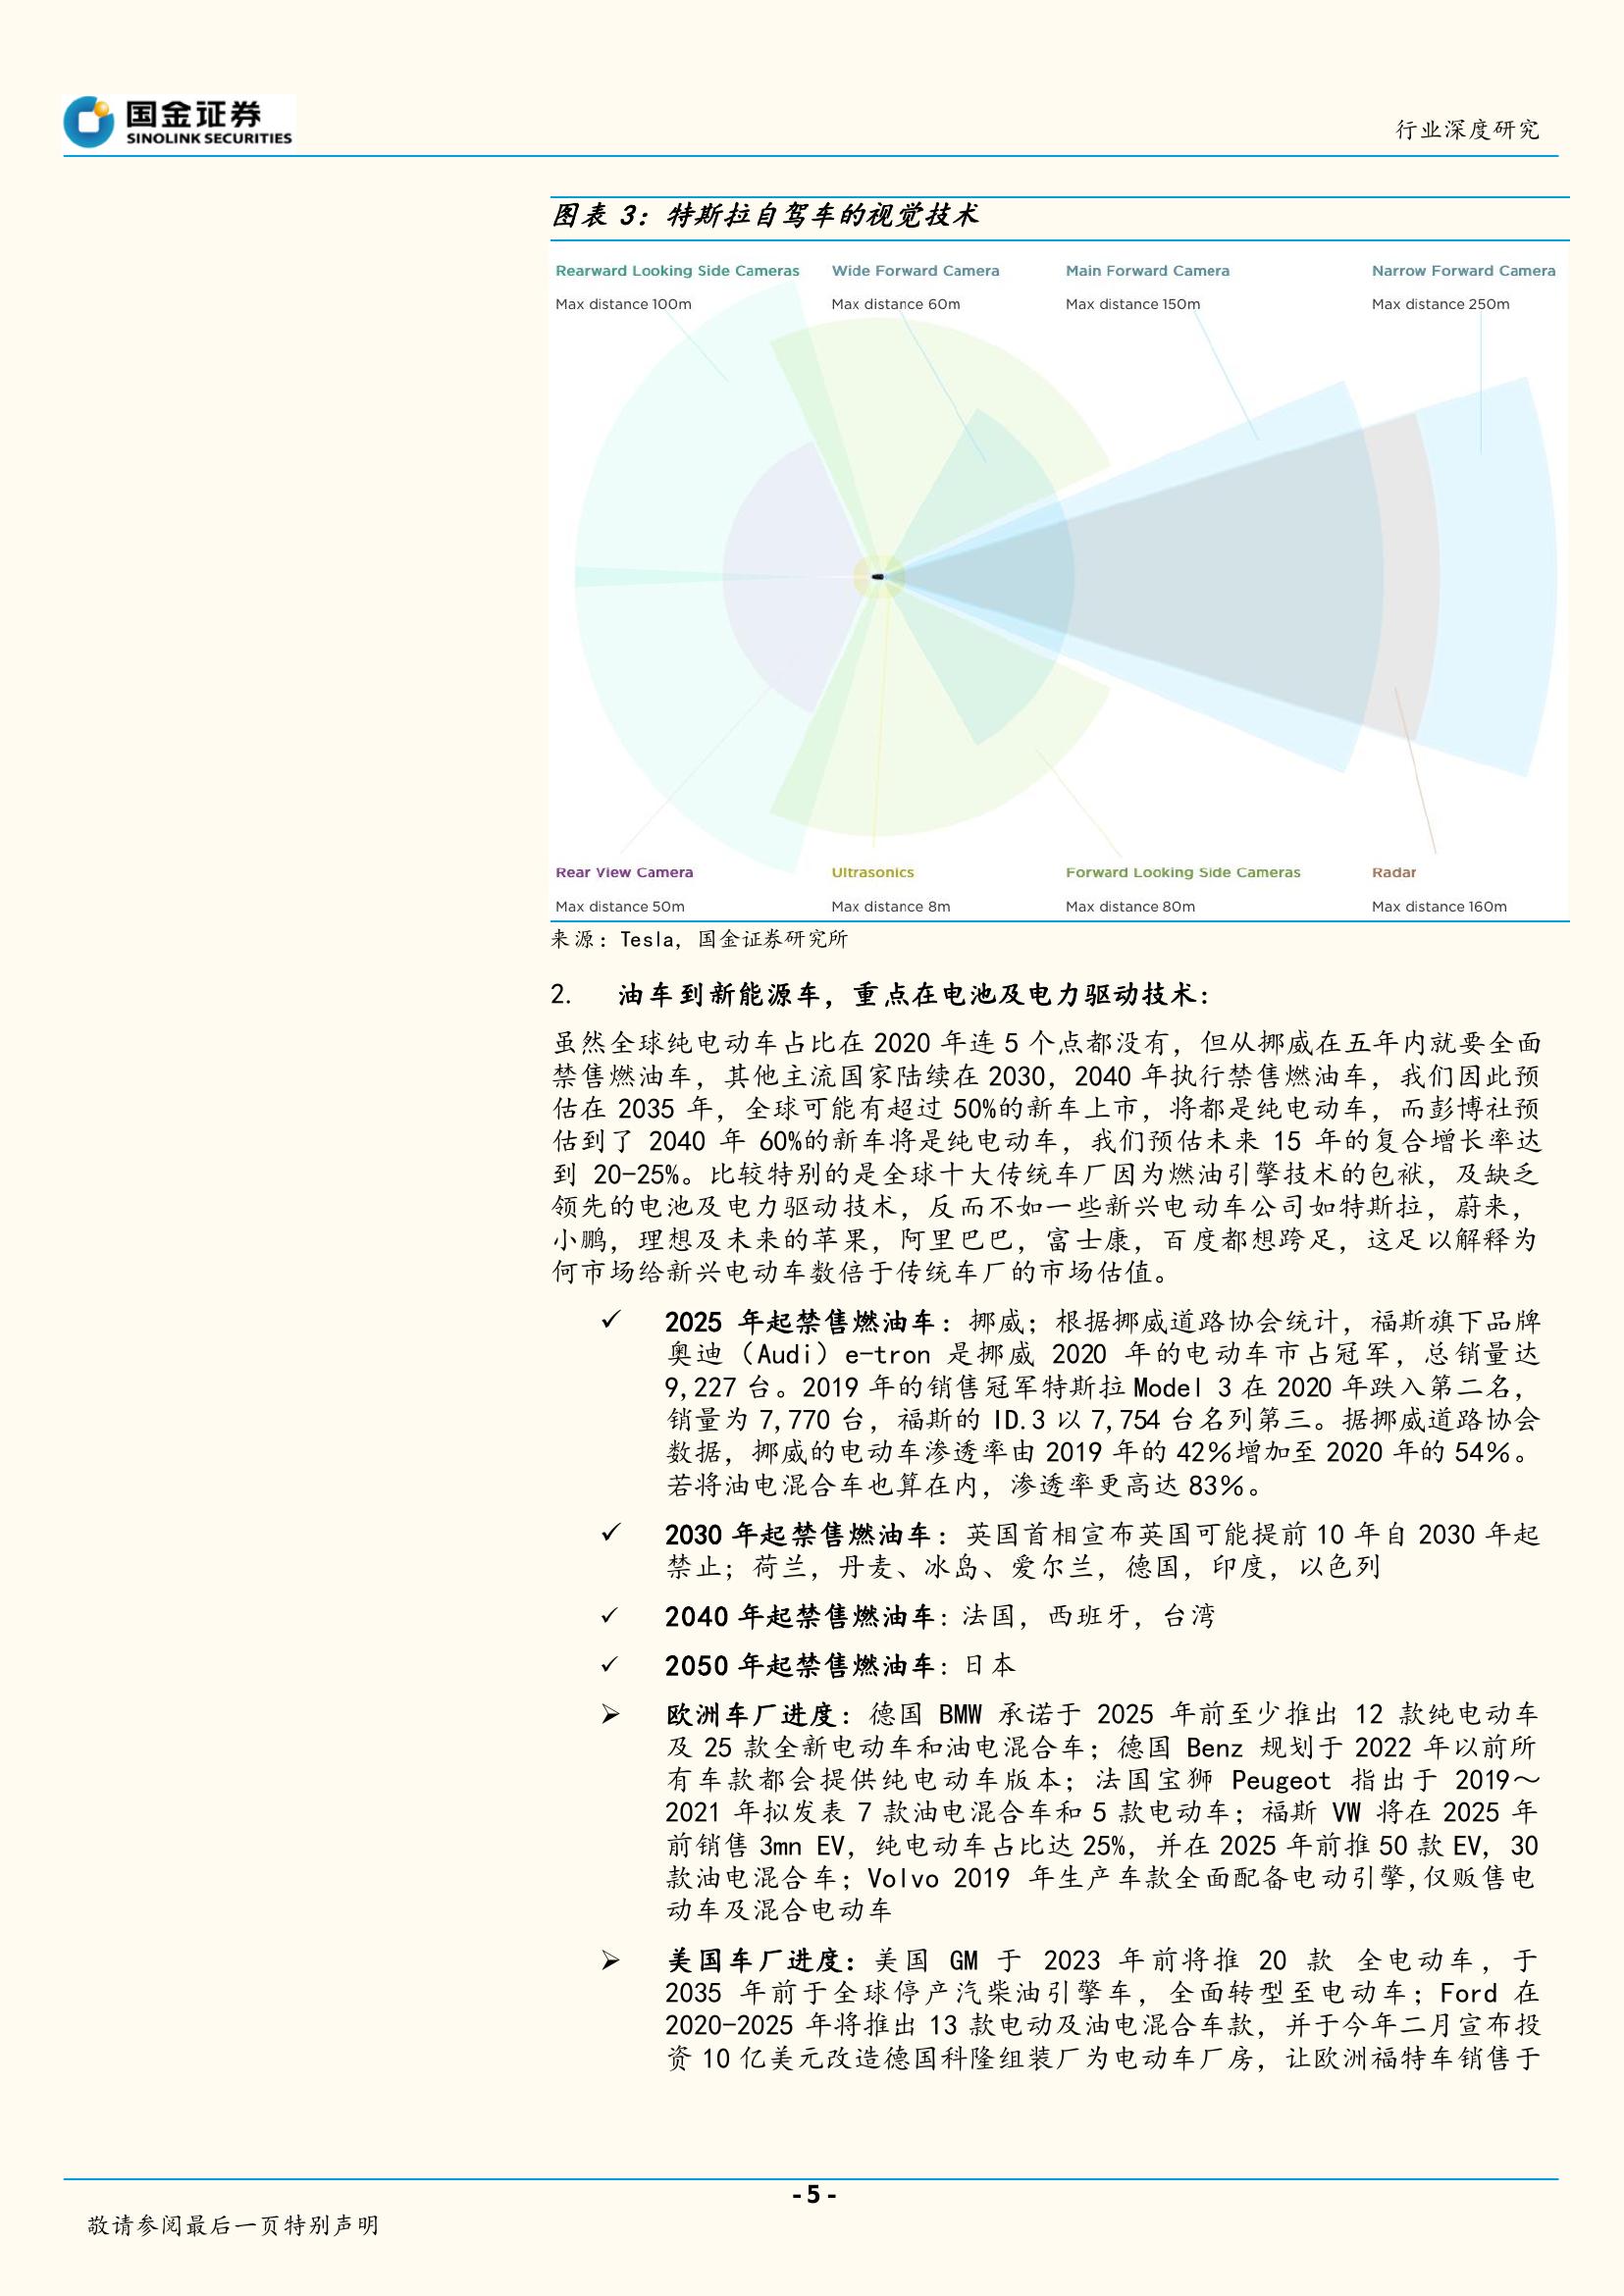 国金证券
SINOLINK SECURITIES
行业深度研究
图表 3：特斯拉自驾车的视觉技术
Rearward Looking Side Cameras
Max distance 100m
Wide Forward Camera
Max distance 60m
Main Forward Camera
Max distance 150m
Narrow Forward Camera
Max distance 250m
Rear View Camera
Max distance 50m
Ultrasonics
Max distance 8m
Forward Looking Side Cameras
Max distance 80m
Radar
Max distance 160m
来源：Tesla，国金证券研究所
2. 油车到新能源车，重点在电池及电力驱动技术：
虽然全球纯电动车占比在 2020 年连 5 个点都没有，但从挪威在五年内就要全面
禁售燃油车，其他主流国家陆续在 2030，2040 年执行禁售燃油车，我们因此预
估在 2035 年，全球可能有超过 50%的新车上市，将都是纯电动车，而彭博社预
估到了 2040 年 60%的新车将是纯电动车，我们预估未来 15 年的复合增长率达
到 20-25%。比较特别的是全球十大传统车厂因为燃油引擎技术的包袱，及缺乏
领先的电池及电力驱动技术，反而不如一些新兴电动车公司如特斯拉，蔚来，
小鹏，理想及未来的苹果，阿里巴巴，富士康，百度都想跨足，这足以解释为
何市场给新兴电动车数倍于传统车厂的市场估值。
✓ 2025 年起禁售燃油车：挪威；根据挪威道路协会统计，福斯旗下品牌
奥迪（Audi）e-tron 是挪威 2020 年的电动车市占冠军，总销量达
9,227 台。2019 年的销售冠军特斯拉 Model 3 在 2020 年跌入第二名，
销量为 7,770 台，福斯的 ID.3 以 7,754 台名列第三。据挪威道路协会
数据，挪威的电动车渗透率由 2019 年的 42％增加至 2020 年的 54％。
若将油电混合车也算在内，渗透率更高达 83％。
✓ 2030 年起禁售燃油车：英国首相宣布英国可能提前 10 年自 2030 年起
禁止；荷兰，丹麦、冰岛、爱尔兰，德国，印度，以色列
✓ 2040 年起禁售燃油车：法国，西班牙，台湾
✓ 2050 年起禁售燃油车：日本
➢ 欧洲车厂进度：德国 BMW 承诺于 2025 年前至少推出 12 款纯电动车
及 25 款全新电动车和油电混合车；德国 Benz 规划于 2022 年以前所
有车款都会提供纯电动车版本；法国宝狮 Peugeot 指出于 2019～
2021 年拟发表 7 款油电混合车和 5 款电动车；福斯 VW 将在 2025 年
前销售 3mn EV，纯电动车占比达 25%，并在 2025 年前推 50 款 EV，30
款油电混合车；Volvo 2019 年生产车款全面配备电动引擎,仅贩售电
动车及混合电动车
➢ 美国车厂进度：美国 GM 于 2023 年前将推 20 款 全电动车，于
2035 年前于全球停产汽柴油引擎车，全面转型至电动车；Ford 在
2020-2025 年将推出 13 款电动及油电混合车款，并于今年二月宣布投
资 10 亿美元改造德国科隆组装厂为电动车厂房，让欧洲福特车销售于
- 5 -
敬请参阅最后一页特别声明